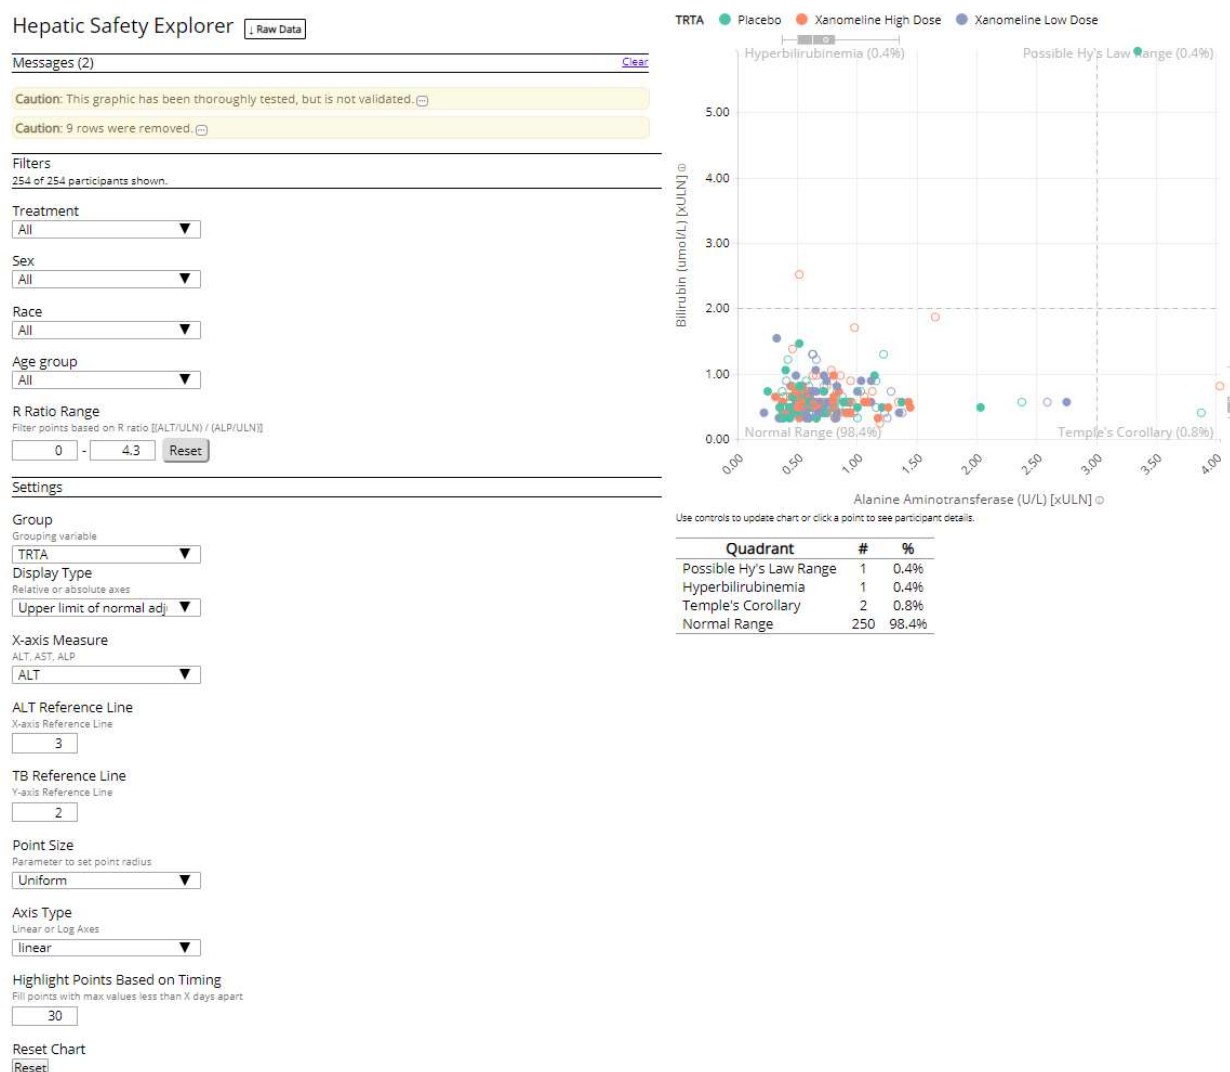 Hepatic Safety Explorer ↓ Raw Data
Messages (2) Clear
Caution: This graphic has been thoroughly tested, but is not validated.
Caution: 9 rows were removed.
Filters
254 of 254 participants shown.
Treatment
All
Sex
All
Race
All
Age group
All
R Ratio Range
Filter points based on R ratio [(ALT/ULN) / (ALP/ULN)]
0 - 4.3 Reset
Settings
Group
Grouping variable
TRTA
Display Type
Relative or absolute axes
Upper limit of normal adj
X-axis Measure
ALT, AST, ALP
ALT
ALT Reference Line
X-axis Reference Line
3
TB Reference Line
Y-axis Reference Line
2
Point Size
Parameter to set point radius
Uniform
Axis Type
Linear or Log Axes
linear
Highlight Points Based on Timing
Fill points with max values less than X days apart
30
Reset Chart
Reset
TRTA Placebo Xanomeline High Dose Xanomeline Low Dose
Hyperbilirubinemia (0.4%) Possible Hy's Law Range (0.4%)
5.00
4.00
3.00
2.00
1.00
0.00
Bilirubin (umol/L) [xULN]
Normal Range (98.4%) Temple's Corollary (0.8%)
0.00 0.50 1.00 1.50 2.00 2.50 3.00 3.50 4.00
Alanine Aminotransferase (U/L) [xULN]
Use controls to update chart or click a point to see participant details.
Quadrant # %
Possible Hy's Law Range 1 0.4%
Hyperbilirubinemia 1 0.4%
Temple's Corollary 2 0.8%
Normal Range 250 98.4%